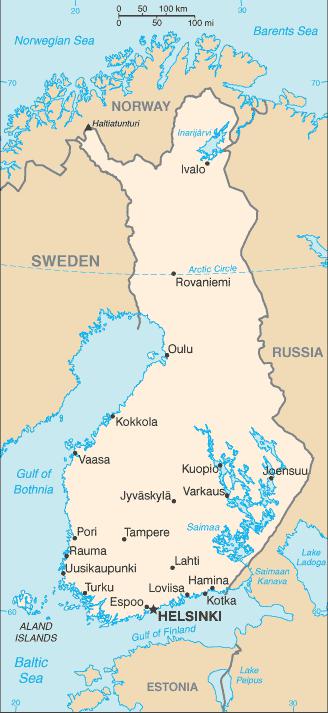 0 50 100 km
0 50 100 mi
20
30
Norwegian Sea
Barents Sea
70
70
NORWAY
Haltiatunturi
Inarijärvi
Ivalo
SWEDEN
Arctic Circle
Rovaniemi
Oulu
RUSSIA
Kokkola
Vaasa
Gulf of
Bothnia
Kuopio
Joensuu
Varkaus
Jyväskylä
Saimaa
Pori
Tampere
Rauma
Uusikaupunki
Lahti
Lake
Ladoga
Saimaan
Kanava
Turku
Loviisa
Hamina
Kotka
Espoo
HELSINKI
60
60
ALAND
ISLANDS
Gulf of Finland
Baltic
Sea
ESTONIA
Lake
Peipus
20
30